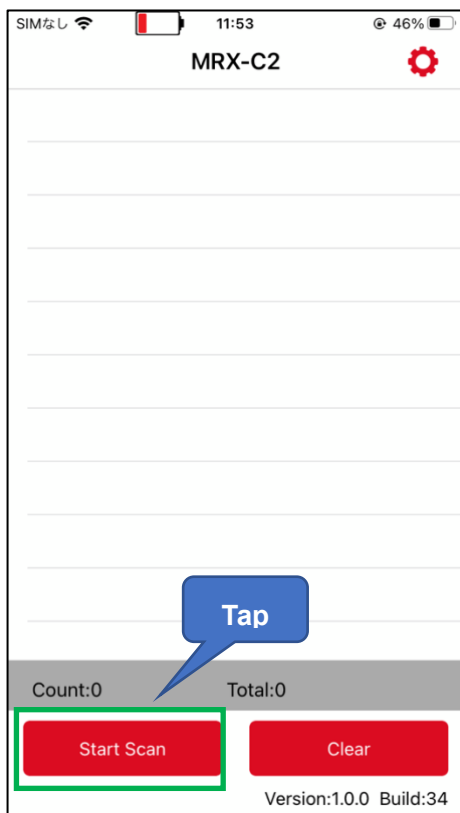 SIMなし 11:53 46%
MRX-C2
Tap
Count:0 Total:0
Start Scan Clear
Version:1.0.0 Build:34